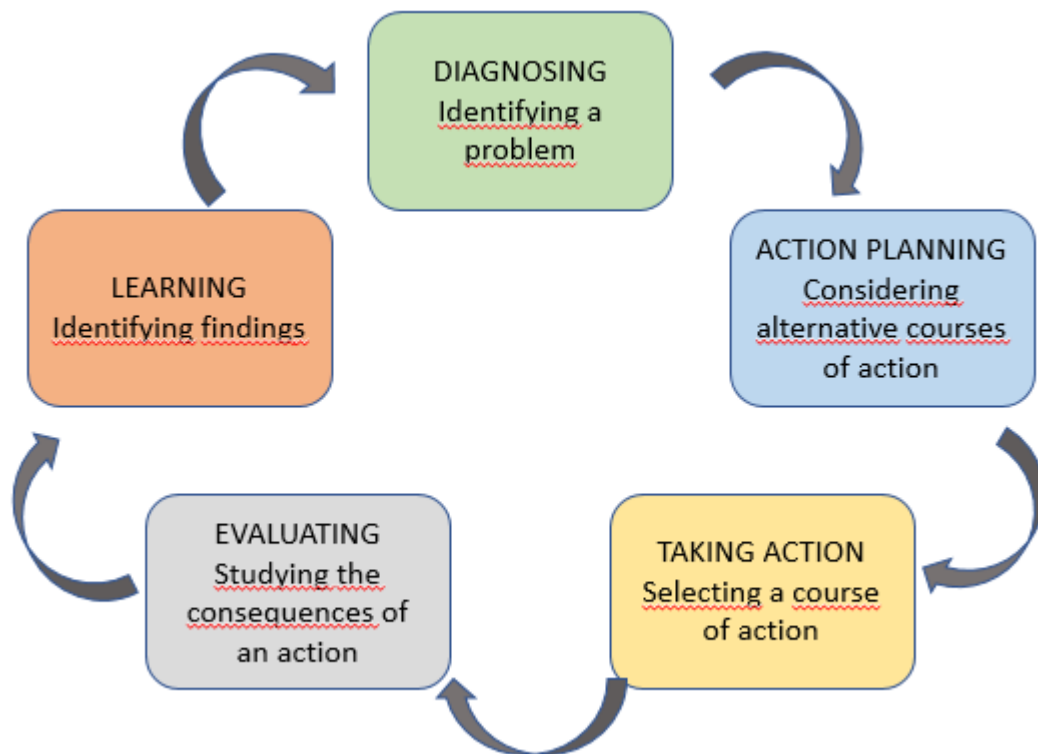 DIAGNOSING
Identifying a
problem
ACTION PLANNING
Considering
alternative courses
of action
TAKING ACTION
Selecting a course
of action
EVALUATING
Studying the
consequences of
an action
LEARNING
Identifying findings